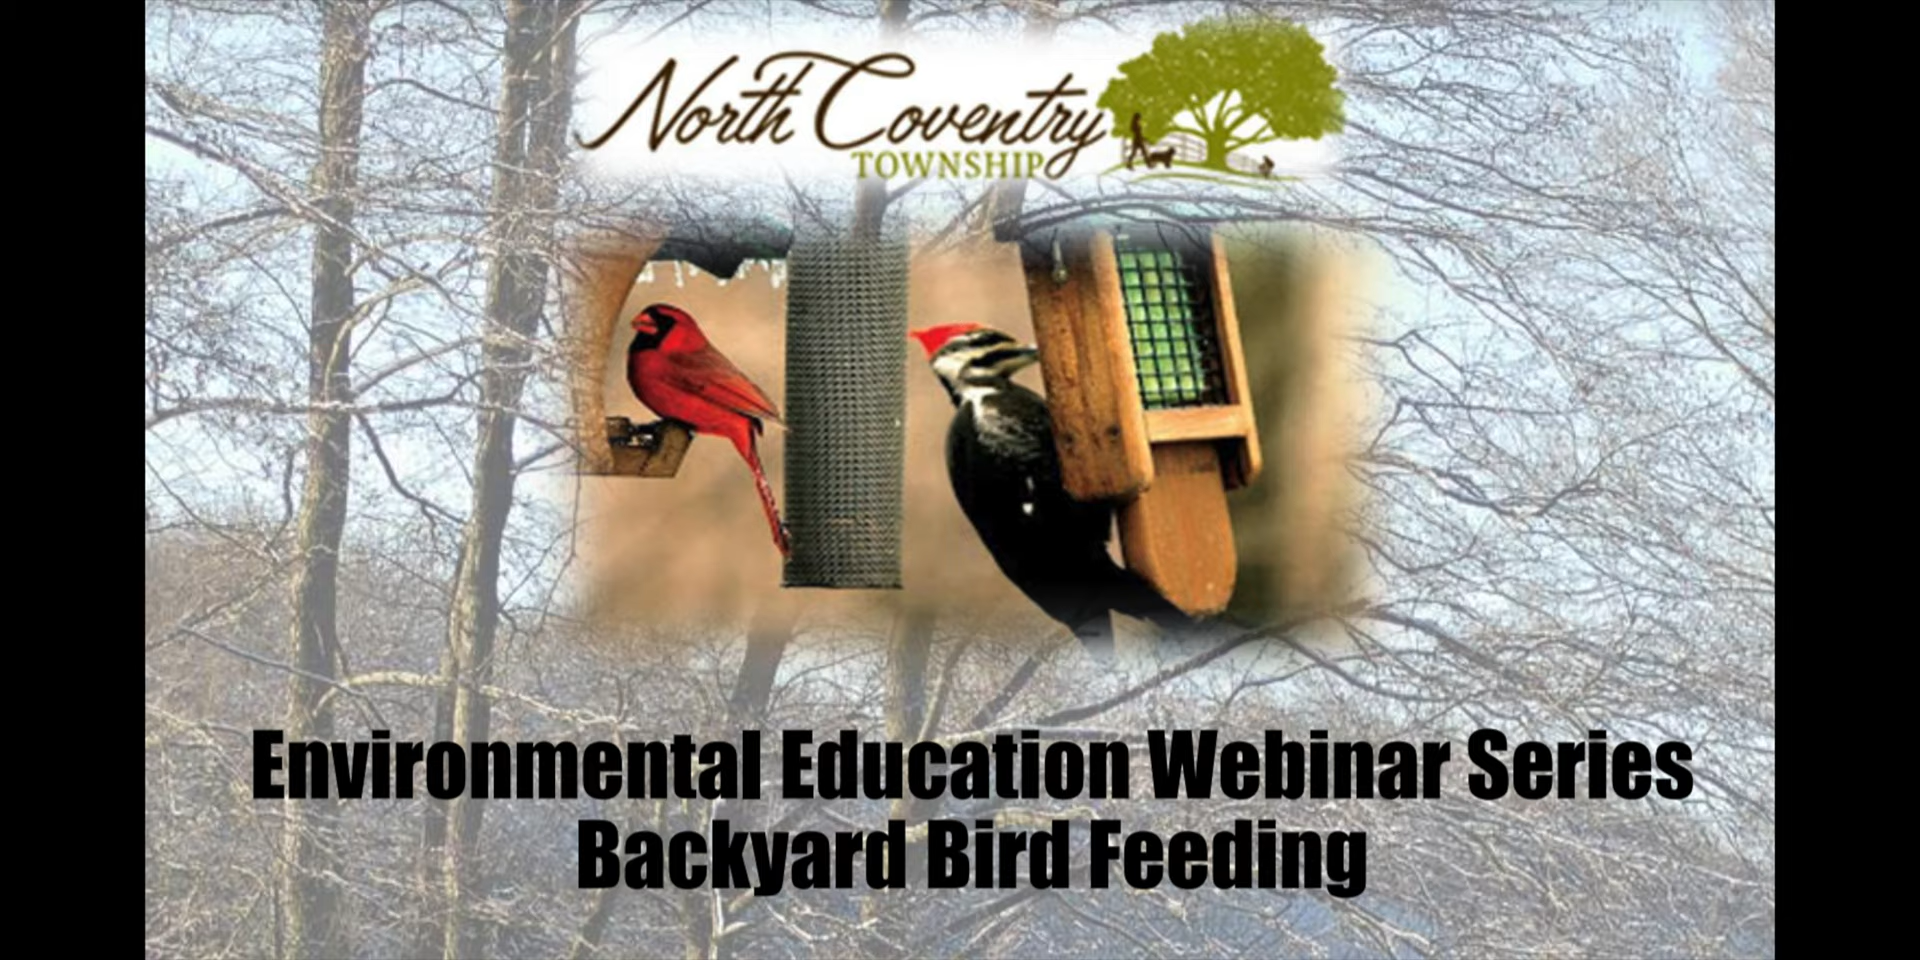 North Coventry
TOWNSHIP
Environmental Education Webinar Series
Backyard Bird Feeding